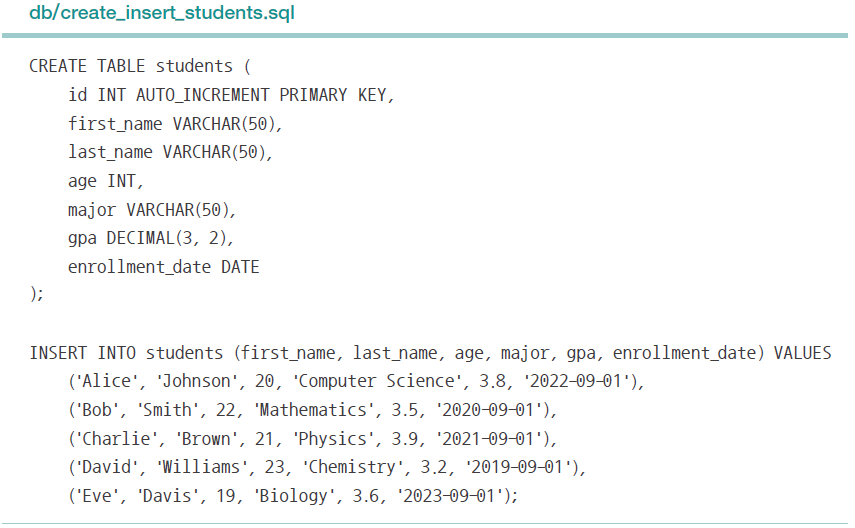 db/create_insert_students.sql
CREATE TABLE students (
    id INT AUTO_INCREMENT PRIMARY KEY,
    first_name VARCHAR(50),
    last_name VARCHAR(50),
    age INT,
    major VARCHAR(50),
    gpa DECIMAL(3, 2),
    enrollment_date DATE
);
INSERT INTO students (first_name, last_name, age, major, gpa, enrollment_date) VALUES
    ('Alice', 'Johnson', 20, 'Computer Science', 3.8, '2022-09-01'),
    ('Bob', 'Smith', 22, 'Mathematics', 3.5, '2020-09-01'),
    ('Charlie', 'Brown', 21, 'Physics', 3.9, '2021-09-01'),
    ('David', 'Williams', 23, 'Chemistry', 3.2, '2019-09-01'),
    ('Eve', 'Davis', 19, 'Biology', 3.6, '2023-09-01');